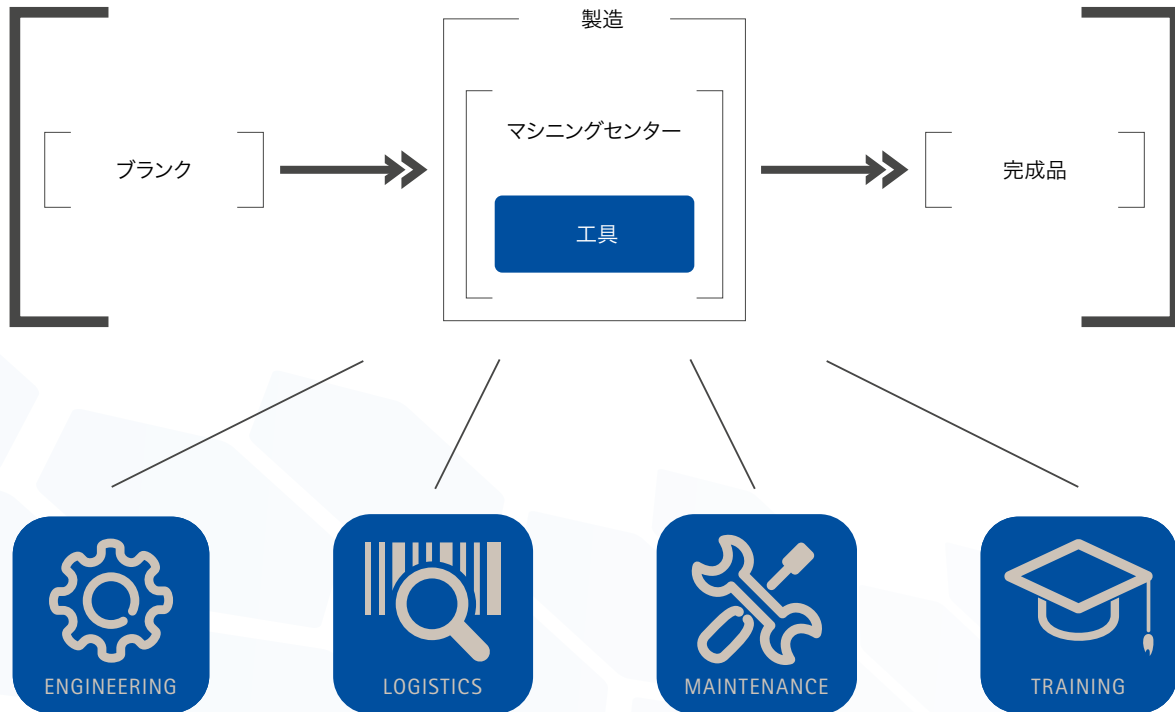 製造
マシニングセンター
ブランク
完成品
工具
ENGINEERING
LOGISTICS
MAINTENANCE
TRAINING